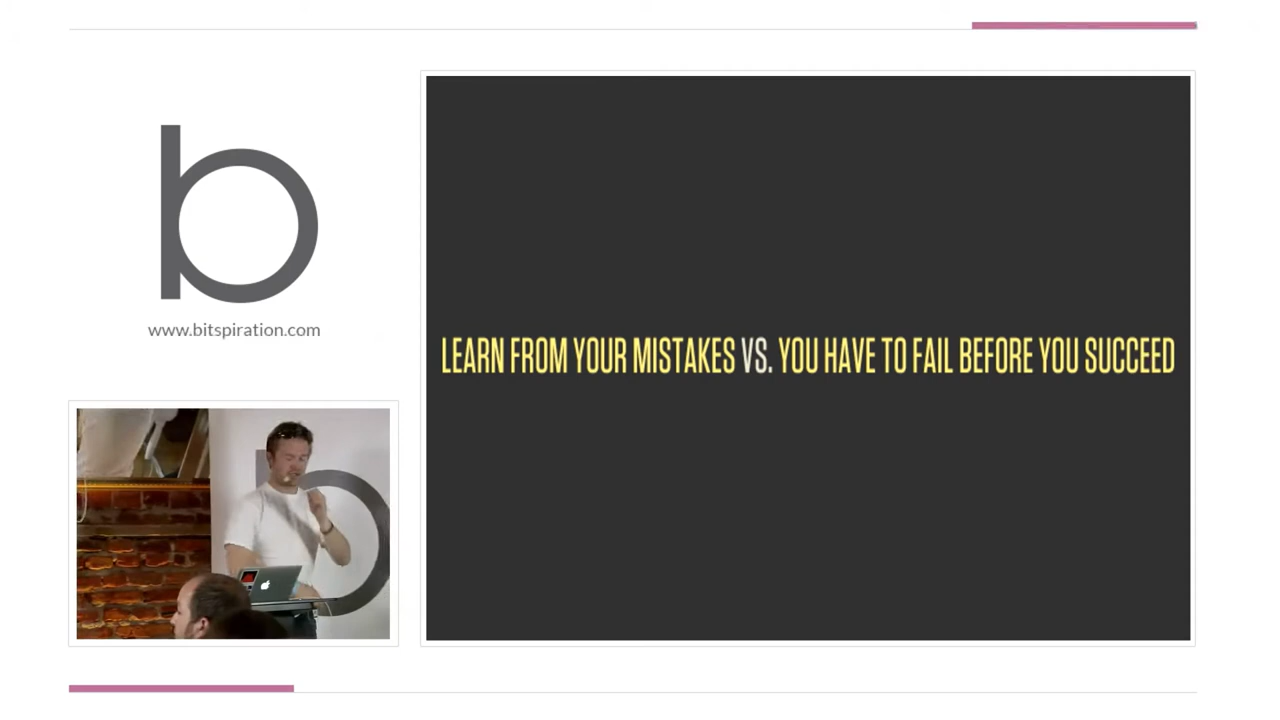 b
www.bitspiration.com
LEARN FROM YOUR MISTAKES VS. YOU HAVE TO FAIL BEFORE YOU SUCCEED